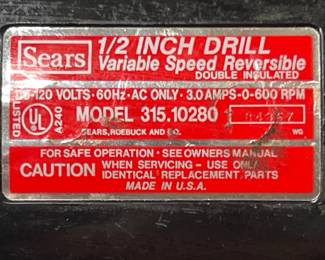 Sears
1/2 INCH DRILL
Variable Speed Reversible
DOUBLE INSULATED
120 VOLTS·60Hz·AC ONLY·3.0 AMPS-0-600 RPM
LISTED
UL
A240
MODEL 315.10280
SEARS, ROEBUCK AND CO.
WG
FOR SAFE OPERATION·SEE OWNERS MANUAL
CAUTION WHEN SERVICING - USE ONLY
IDENTICAL REPLACEMENT PARTS
MADE IN U.S.A.